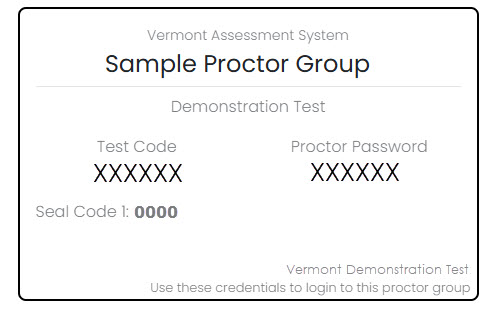 Vermont Assessment System
Sample Proctor Group
Demonstration Test
Test Code
XXXXXX
Proctor Password
XXXXXX
Seal Code 1: 0000
Vermont Demonstration Test
Use these credentials to login to this proctor group